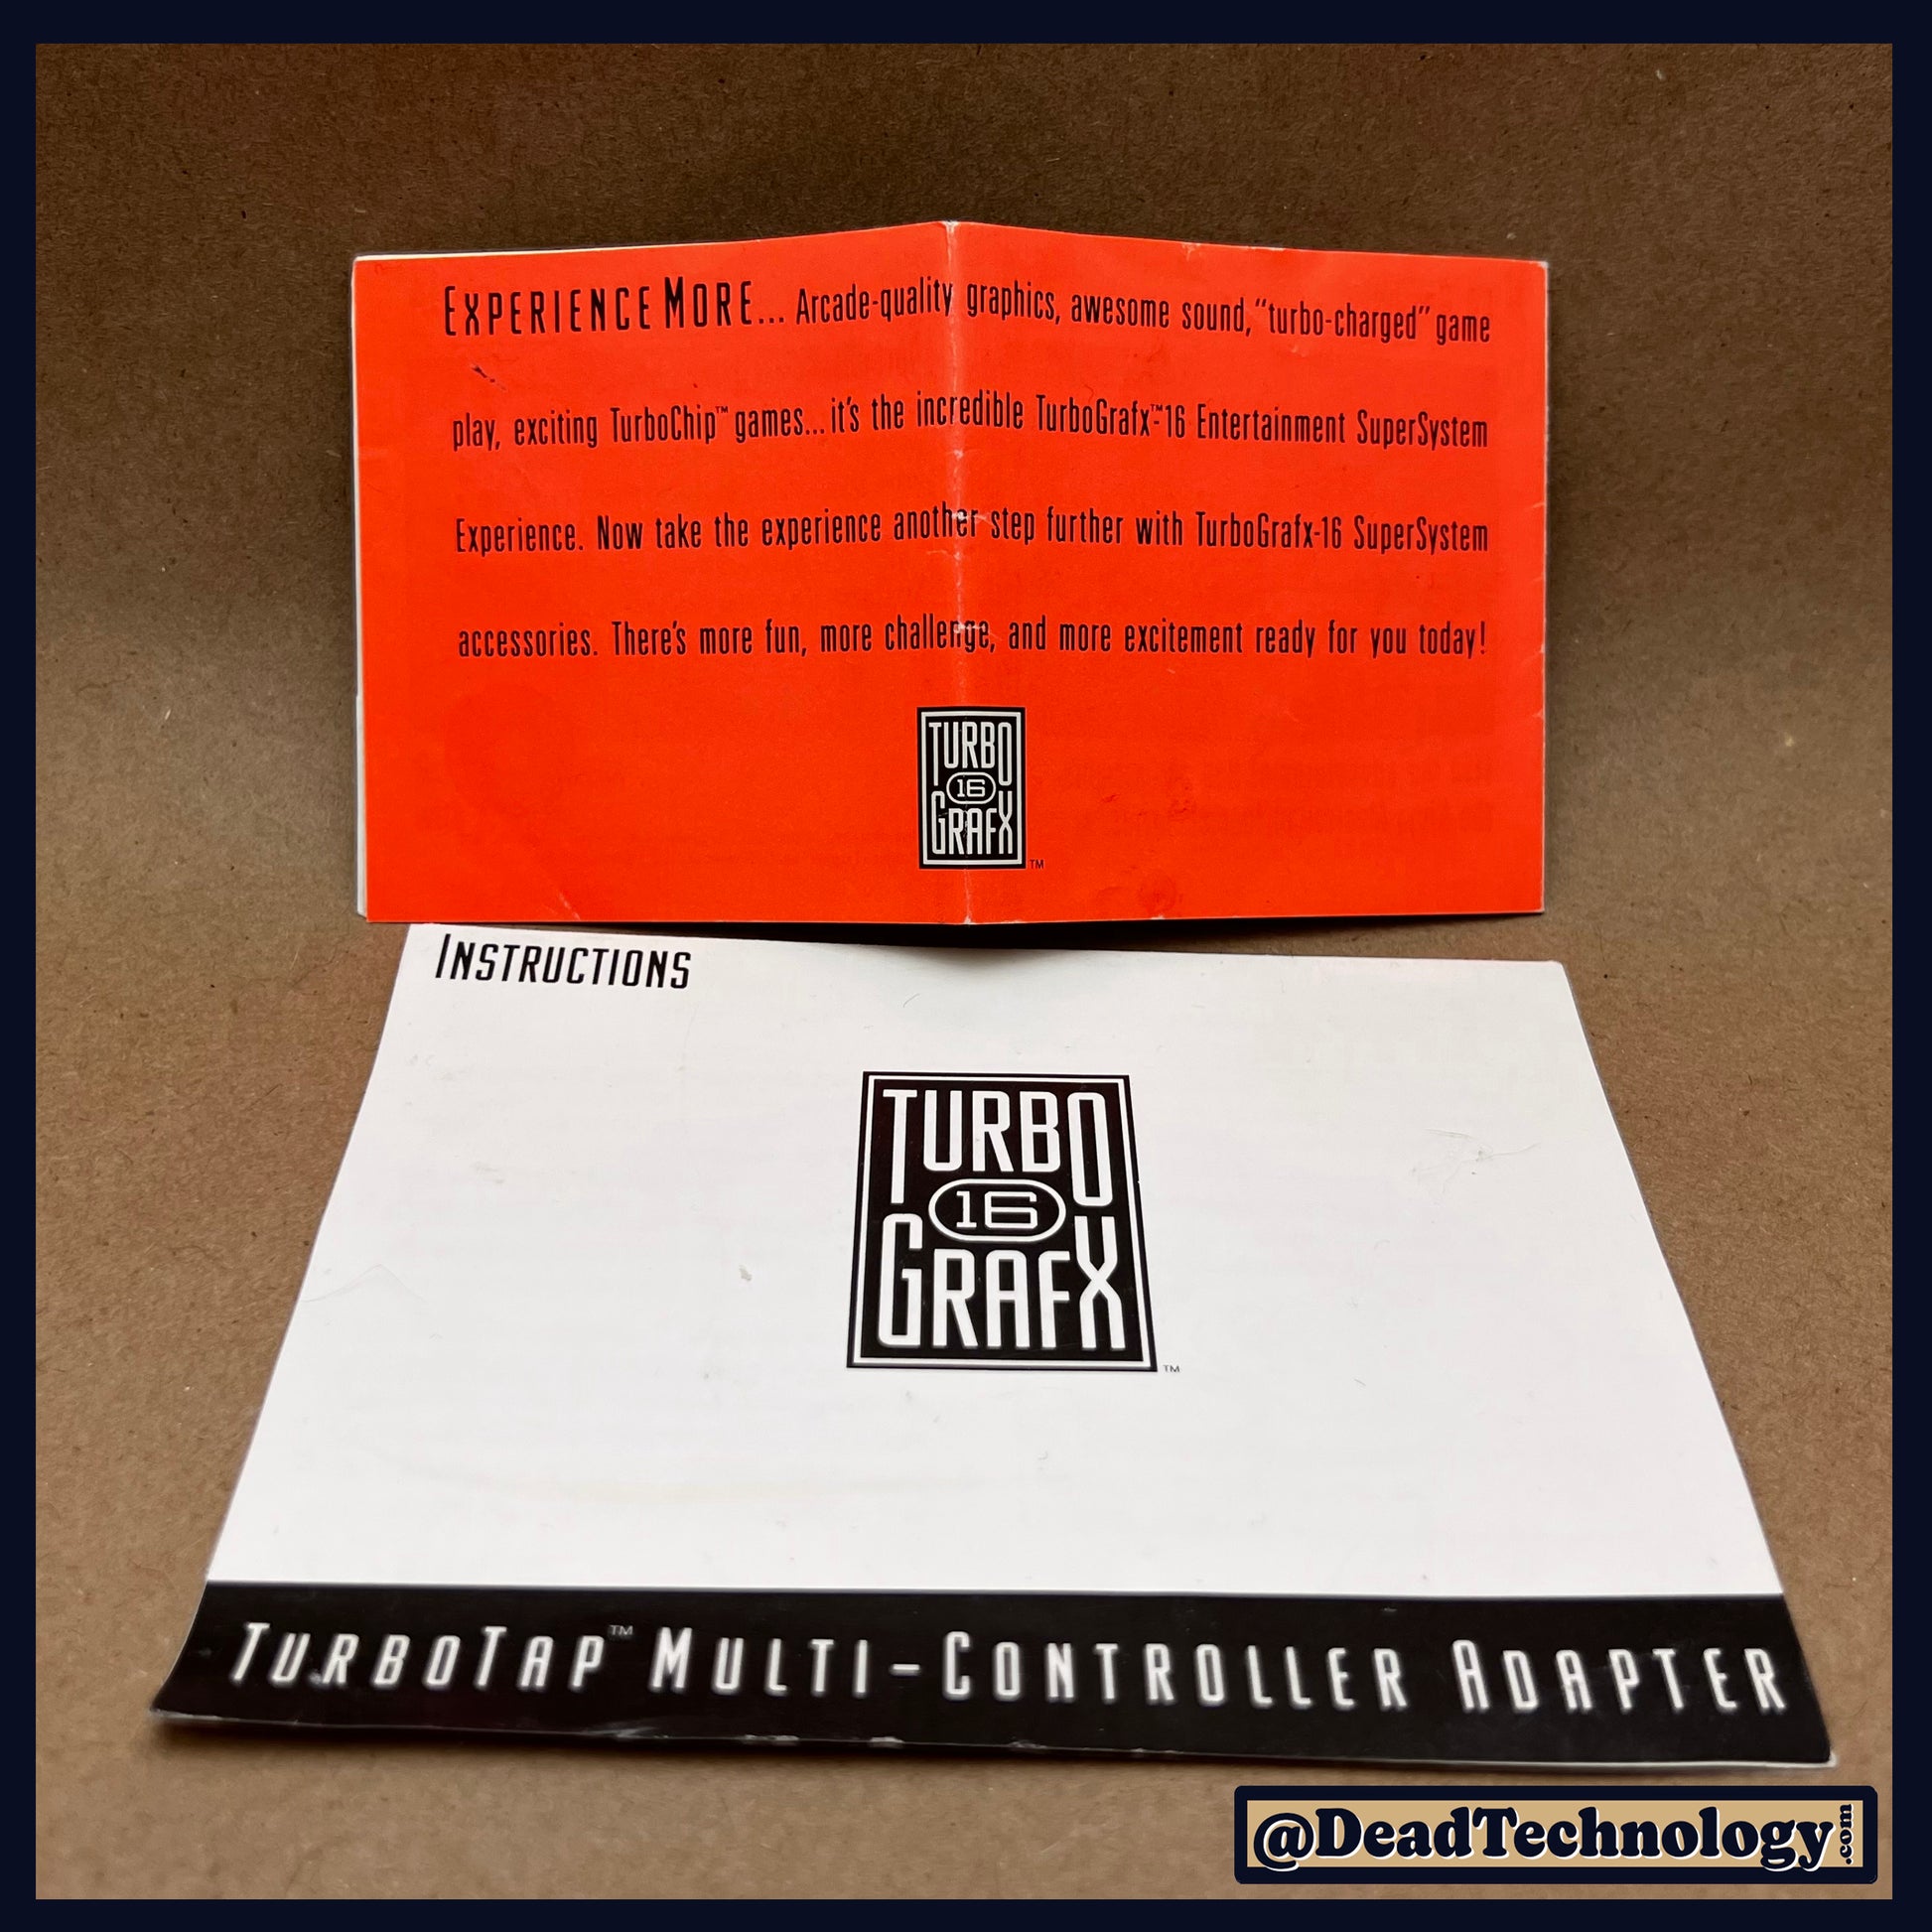 EXPERIENCE MORE... Arcade-quality graphics, awesome sound, "turbo-charged" game
play, exciting TurboChip™ games...it's the incredible TurboGrafx™-16 Entertainment SuperSystem
Experience. Now take the experience another step further with TurboGrafx-16 SuperSystem
accessories. There's more fun, more challenge, and more excitement ready for you today!
TURBO
16
GRAFX
TM
INSTRUCTIONS
TURBO
16
GRAFX
TM
TURBOTAP™ MULTI-CONTROLLER ADAPTER
@DeadTechnology.com